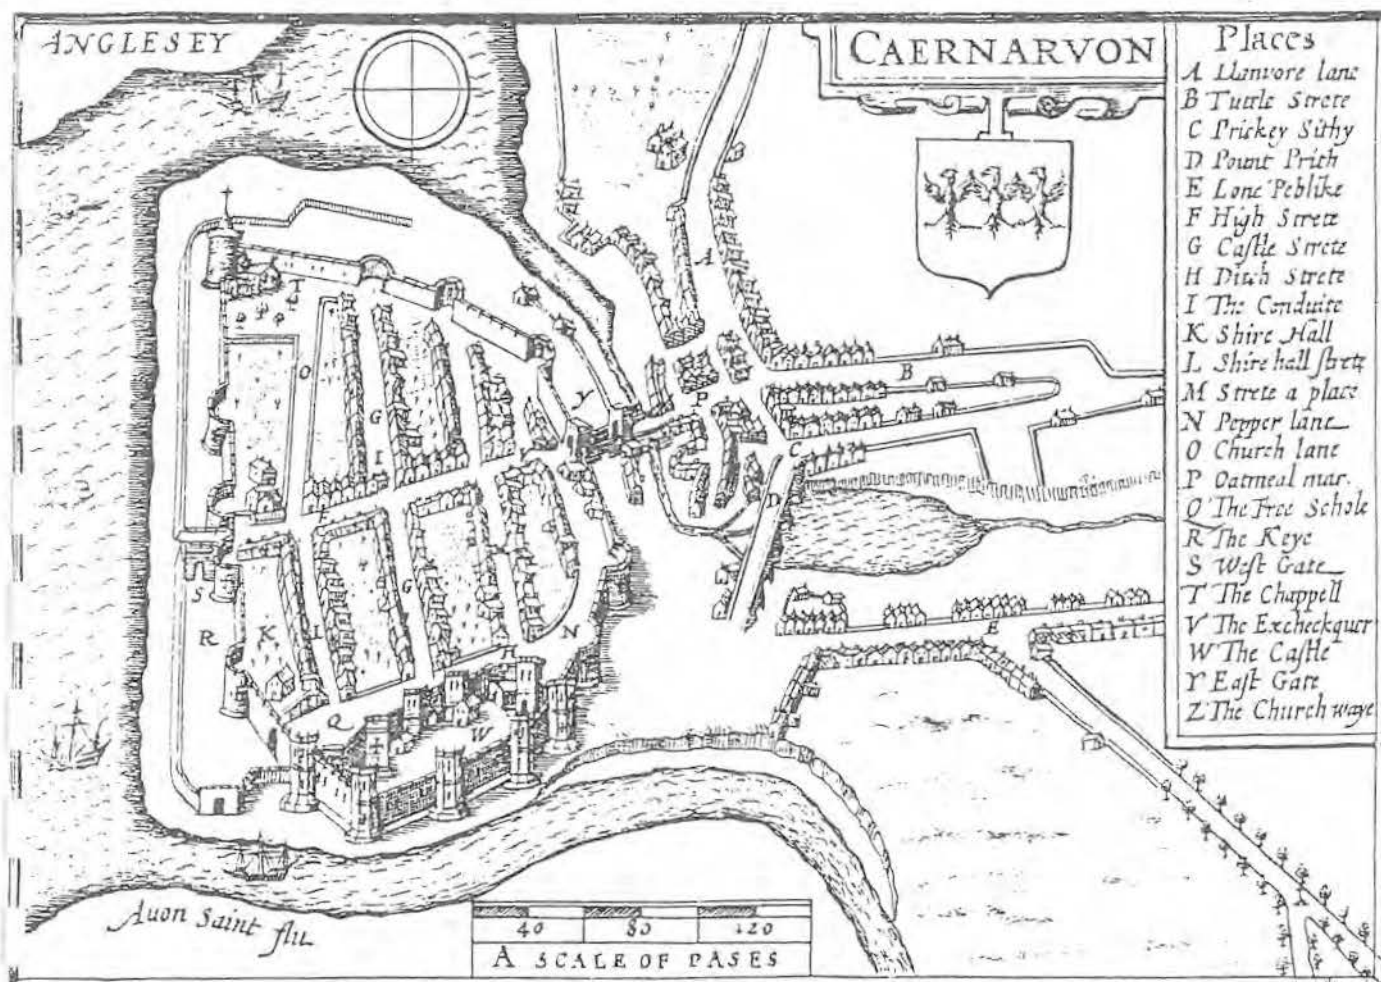 ANGLESEY
CAERNARVON
Places
A Llanvore lane
B Tuttle Strete
C Prickey Sithy
D Pount Prith
E Lone Peblike
F High Strete
G Castle Strete
H Ditch Strete
I The Conduite
K Shire Hall
L Shire hall strete
M Strete a place
N Pepper lane
O Church lane
P Oatmeal mar.
Q The Free Schole
R The Keye
S West Gate
T The Chappell
V The Excheckquer
W The Castle
Y East Gate
Z The Church waye
A
T
O
G
I
Y
P
B
C
D
L
S
R
K
L
G
N
H
E
Q
W
Avon Saint flu
40 80 120
A SCALE OF PASES